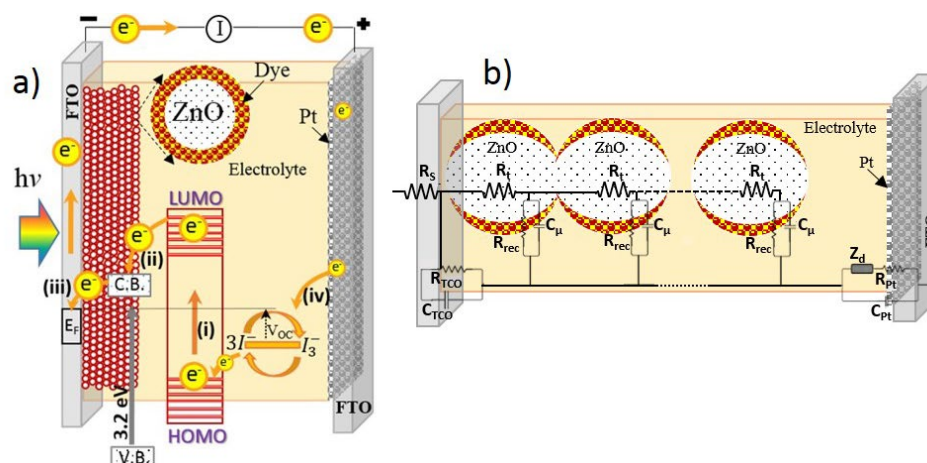 a)
−
e⁻
I
e⁻
+
FTO
Dye
ZnO
Pt
e⁻
Electrolyte
e⁻
hν
LUMO
e⁻
e⁻
(ii)
(iii)
e⁻
C.B.
e⁻
(iv)
E_F
(i)
V_OC
3I⁻
I₃⁻
e⁻
e⁻
3.2 eV
HOMO
V.B.
FTO
b)
Electrolyte
ZnO
ZnO
ZnO
Pt
R_s
R_t
R_t
R_t
C_μ
C_μ
C_μ
R_rec
R_rec
R_rec
R_TCO
C_TCO
Z_d
R_Pt
C_Pt